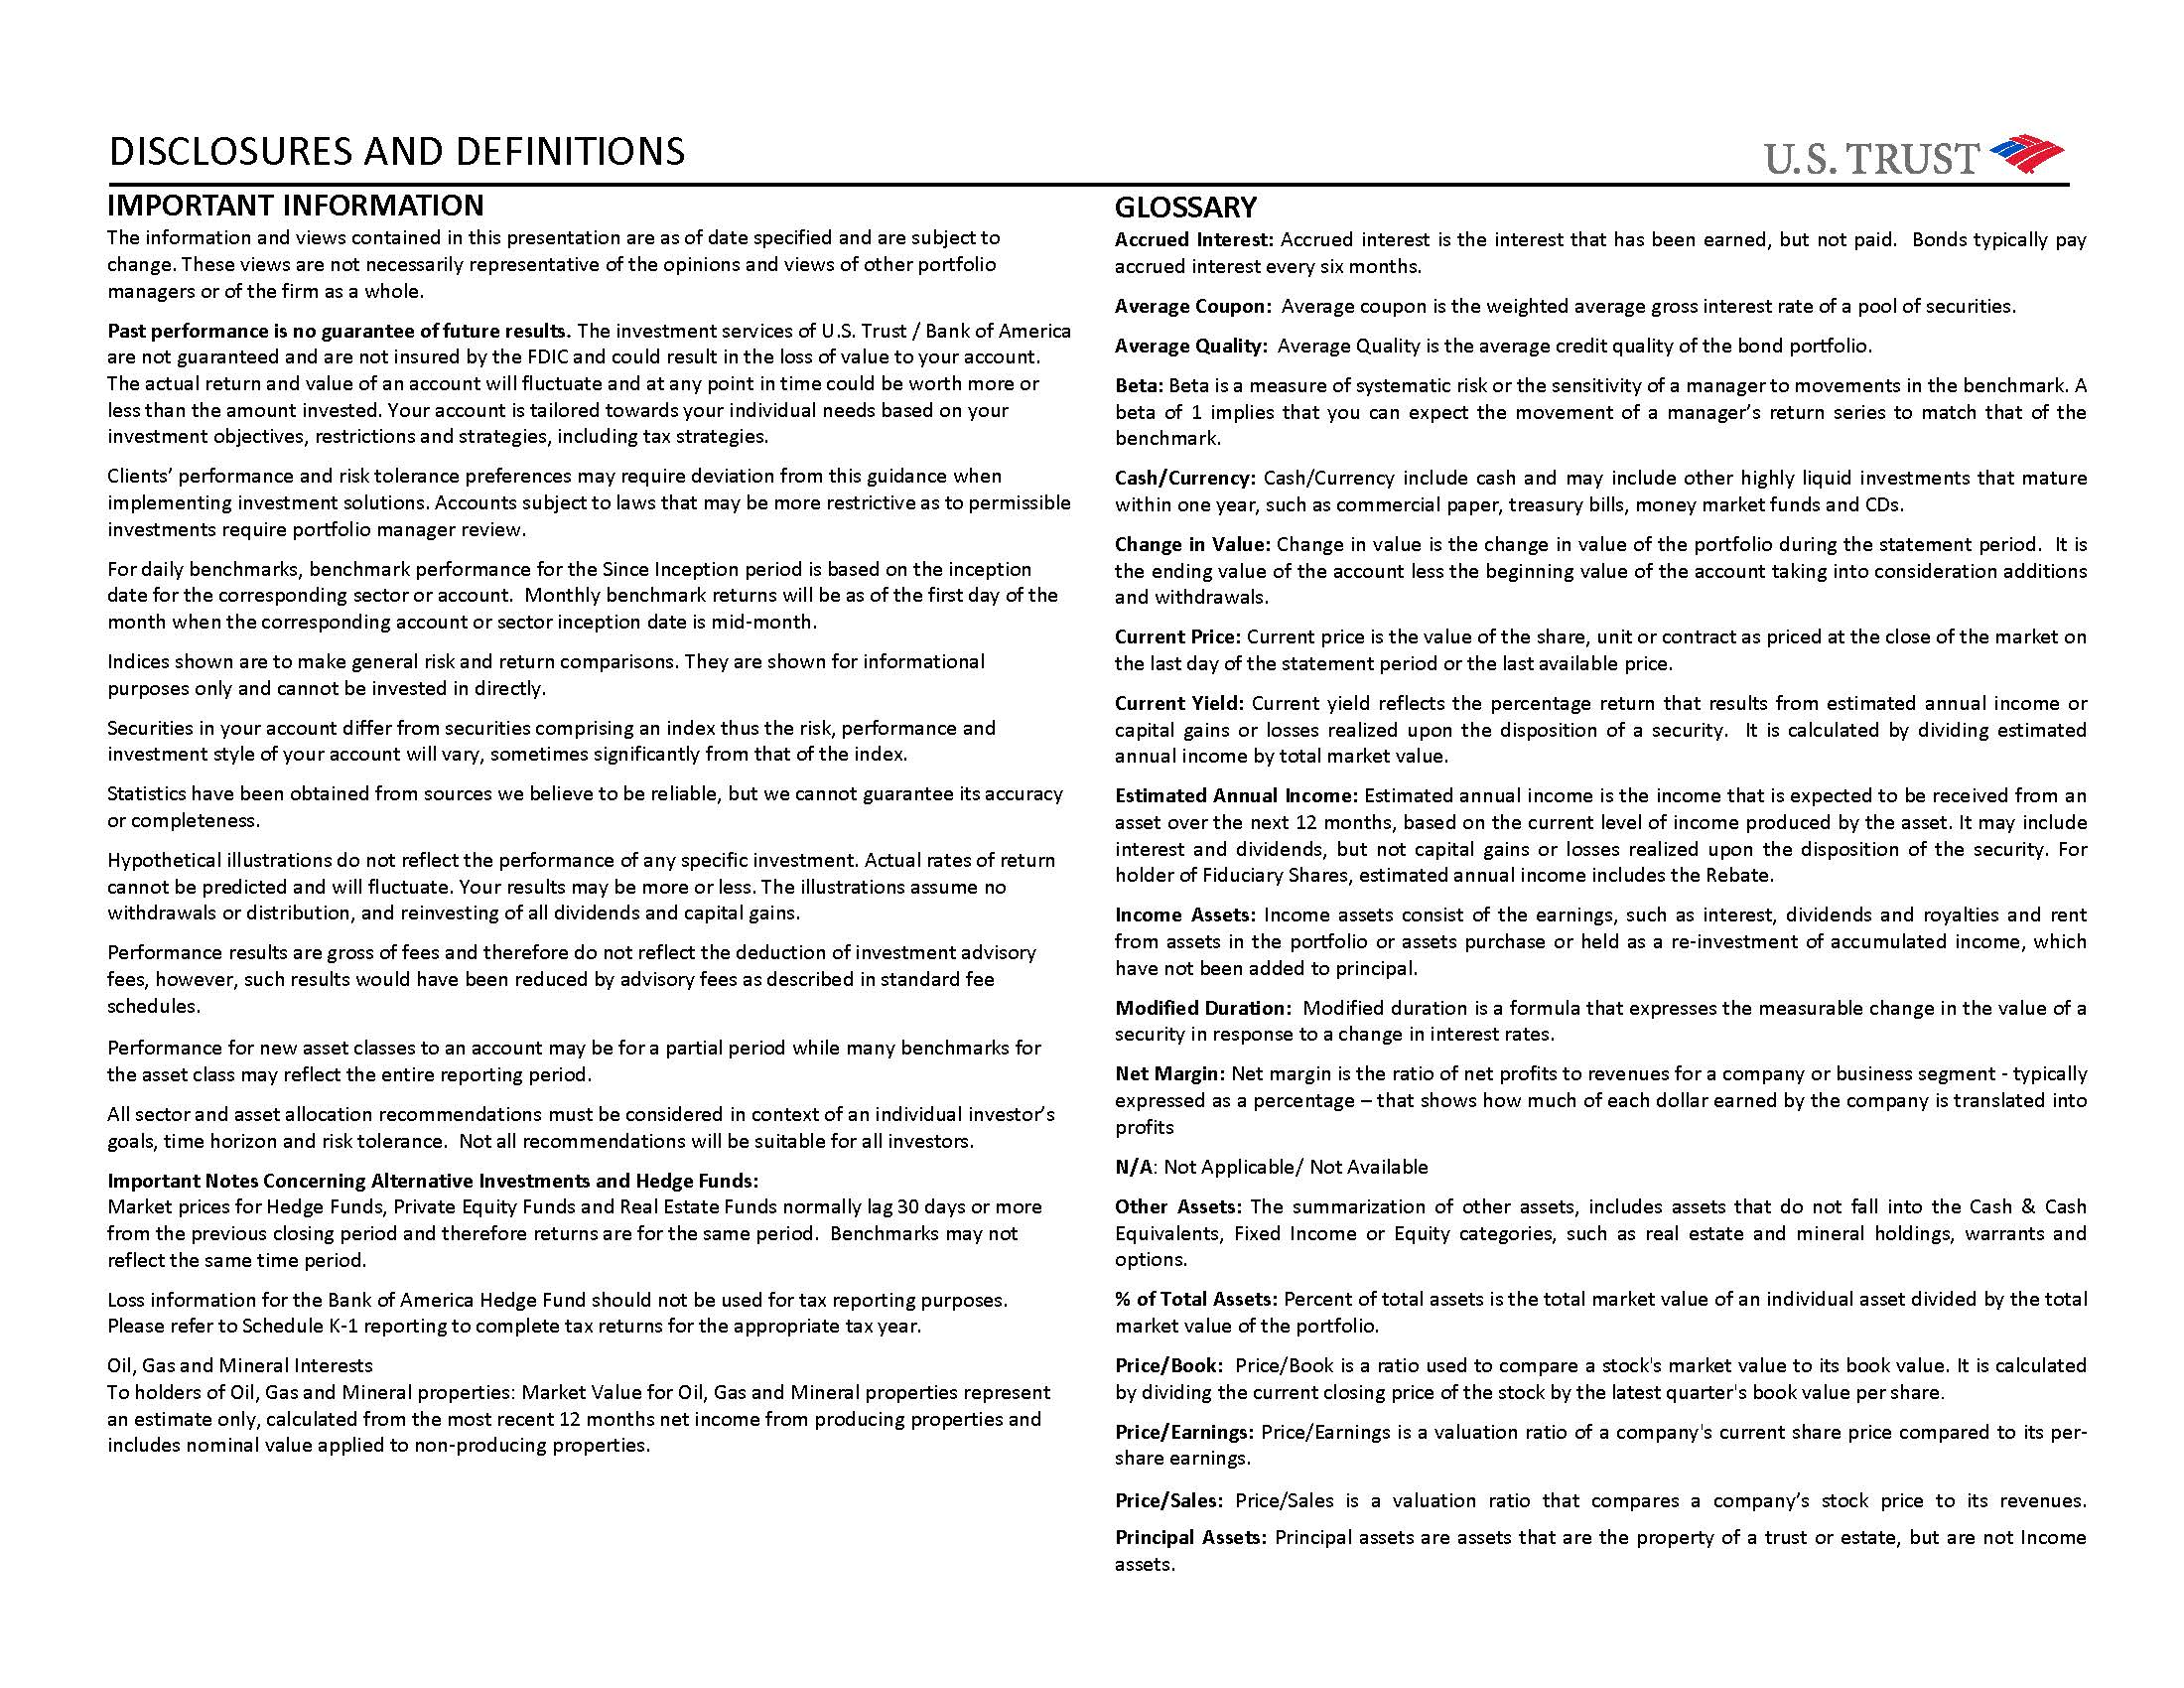 DISCLOSURES AND DEFINITIONS
U.S. TRUST
IMPORTANT INFORMATION
The information and views contained in this presentation are as of date specified and are subject to
change. These views are not necessarily representative of the opinions and views of other portfolio
managers or of the firm as a whole.
Past performance is no guarantee of future results. The investment services of U.S. Trust / Bank of America
are not guaranteed and are not insured by the FDIC and could result in the loss of value to your account.
The actual return and value of an account will fluctuate and at any point in time could be worth more or
less than the amount invested. Your account is tailored towards your individual needs based on your
investment objectives, restrictions and strategies, including tax strategies.
Clients’ performance and risk tolerance preferences may require deviation from this guidance when
implementing investment solutions. Accounts subject to laws that may be more restrictive as to permissible
investments require portfolio manager review.
For daily benchmarks, benchmark performance for the Since Inception period is based on the inception
date for the corresponding sector or account.  Monthly benchmark returns will be as of the first day of the
month when the corresponding account or sector inception date is mid-month.
Indices shown are to make general risk and return comparisons. They are shown for informational
purposes only and cannot be invested in directly.
Securities in your account differ from securities comprising an index thus the risk, performance and
investment style of your account will vary, sometimes significantly from that of the index.
Statistics have been obtained from sources we believe to be reliable, but we cannot guarantee its accuracy
or completeness.
Hypothetical illustrations do not reflect the performance of any specific investment. Actual rates of return
cannot be predicted and will fluctuate. Your results may be more or less. The illustrations assume no
withdrawals or distribution, and reinvesting of all dividends and capital gains.
Performance results are gross of fees and therefore do not reflect the deduction of investment advisory
fees, however, such results would have been reduced by advisory fees as described in standard fee
schedules.
Performance for new asset classes to an account may be for a partial period while many benchmarks for
the asset class may reflect the entire reporting period.
All sector and asset allocation recommendations must be considered in context of an individual investor’s
goals, time horizon and risk tolerance.  Not all recommendations will be suitable for all investors.
Important Notes Concerning Alternative Investments and Hedge Funds:
Market prices for Hedge Funds, Private Equity Funds and Real Estate Funds normally lag 30 days or more
from the previous closing period and therefore returns are for the same period.  Benchmarks may not
reflect the same time period.
Loss information for the Bank of America Hedge Fund should not be used for tax reporting purposes.
Please refer to Schedule K-1 reporting to complete tax returns for the appropriate tax year.
Oil, Gas and Mineral Interests
To holders of Oil, Gas and Mineral properties: Market Value for Oil, Gas and Mineral properties represent
an estimate only, calculated from the most recent 12 months net income from producing properties and
includes nominal value applied to non-producing properties.
GLOSSARY
Accrued Interest: Accrued interest is the interest that has been earned, but not paid.  Bonds typically pay
accrued interest every six months.
Average Coupon:  Average coupon is the weighted average gross interest rate of a pool of securities.
Average Quality:  Average Quality is the average credit quality of the bond portfolio.
Beta: Beta is a measure of systematic risk or the sensitivity of a manager to movements in the benchmark. A
beta of 1 implies that you can expect the movement of a manager’s return series to match that of the
benchmark.
Cash/Currency: Cash/Currency include cash and may include other highly liquid investments that mature
within one year, such as commercial paper, treasury bills, money market funds and CDs.
Change in Value: Change in value is the change in value of the portfolio during the statement period.  It is
the ending value of the account less the beginning value of the account taking into consideration additions
and withdrawals.
Current Price: Current price is the value of the share, unit or contract as priced at the close of the market on
the last day of the statement period or the last available price.
Current Yield: Current yield reflects the percentage return that results from estimated annual income or
capital gains or losses realized upon the disposition of a security.  It is calculated by dividing estimated
annual income by total market value.
Estimated Annual Income: Estimated annual income is the income that is expected to be received from an
asset over the next 12 months, based on the current level of income produced by the asset. It may include
interest and dividends, but not capital gains or losses realized upon the disposition of the security. For
holder of Fiduciary Shares, estimated annual income includes the Rebate.
Income Assets: Income assets consist of the earnings, such as interest, dividends and royalties and rent
from assets in the portfolio or assets purchase or held as a re-investment of accumulated income, which
have not been added to principal.
Modified Duration:  Modified duration is a formula that expresses the measurable change in the value of a
security in response to a change in interest rates.
Net Margin: Net margin is the ratio of net profits to revenues for a company or business segment - typically
expressed as a percentage – that shows how much of each dollar earned by the company is translated into
profits
N/A: Not Applicable/ Not Available
Other Assets: The summarization of other assets, includes assets that do not fall into the Cash & Cash
Equivalents, Fixed Income or Equity categories, such as real estate and mineral holdings, warrants and
options.
% of Total Assets: Percent of total assets is the total market value of an individual asset divided by the total
market value of the portfolio.
Price/Book:  Price/Book is a ratio used to compare a stock's market value to its book value. It is calculated
by dividing the current closing price of the stock by the latest quarter's book value per share.
Price/Earnings: Price/Earnings is a valuation ratio of a company's current share price compared to its per-
share earnings.
Price/Sales: Price/Sales is a valuation ratio that compares a company’s stock price to its revenues.
Principal Assets: Principal assets are assets that are the property of a trust or estate, but are not Income
assets.